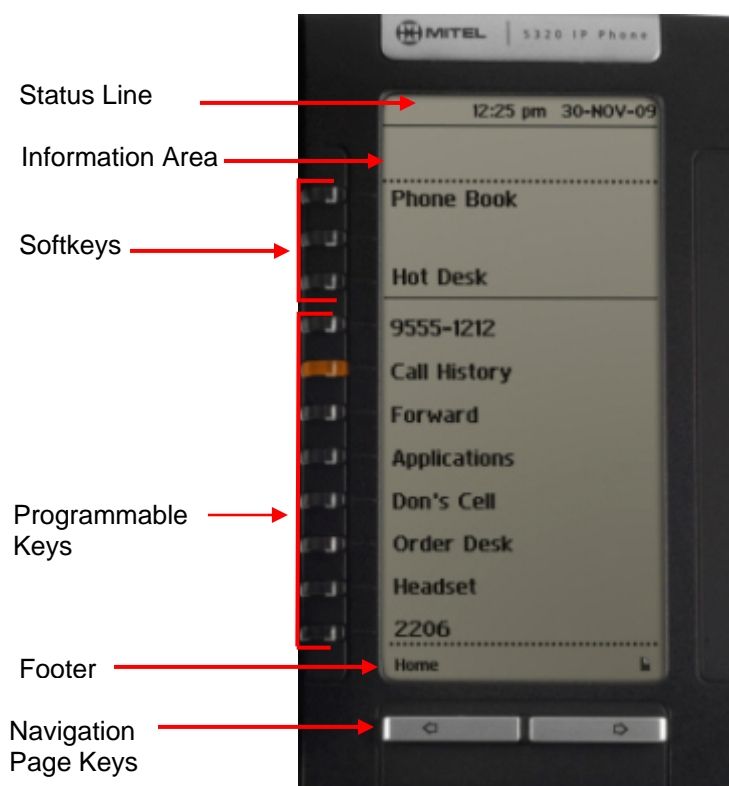 MITEL | 5320 IP Phone
Status Line
12:25 pm 30-NOV-09
Information Area
Phone Book
Softkeys
Hot Desk
9555-1212
Call History
Forward
Applications
Don's Cell
Programmable
Keys
Order Desk
Headset
2206
Footer
Home
Navigation
Page Keys